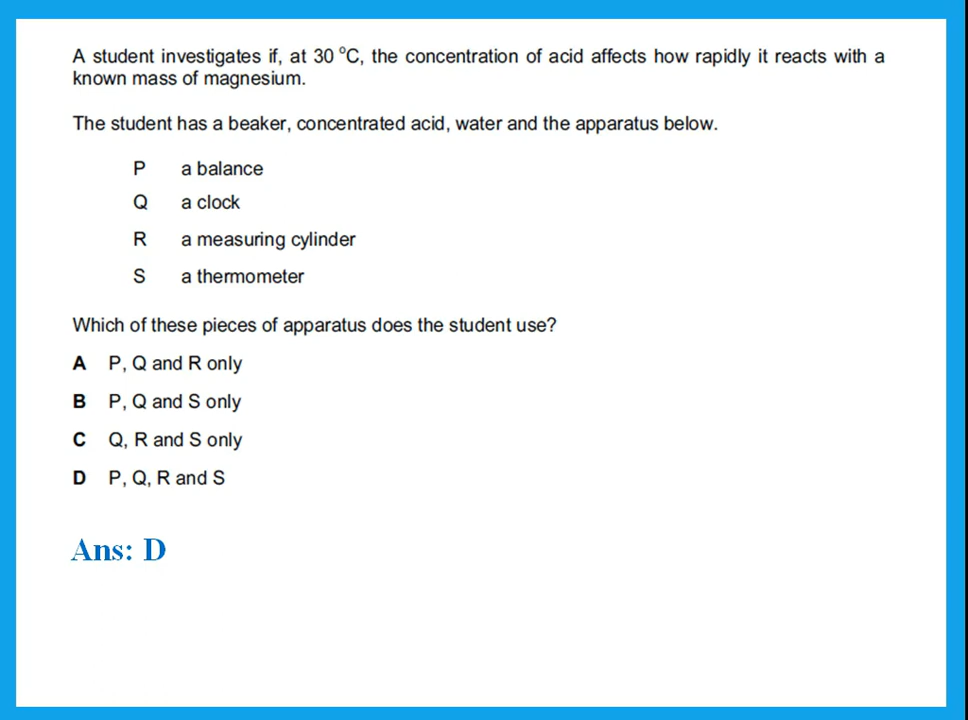 A student investigates if, at 30 °C, the concentration of acid affects how rapidly it reacts with a
known mass of magnesium.
The student has a beaker, concentrated acid, water and the apparatus below.
P a balance
Q a clock
R a measuring cylinder
S a thermometer
Which of these pieces of apparatus does the student use?
A P, Q and R only
B P, Q and S only
C Q, R and S only
D P, Q, R and S
Ans: D